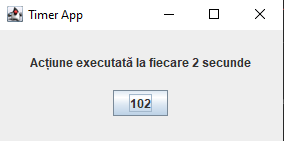 Timer App
Acțiune executată la fiecare 2 secunde
102